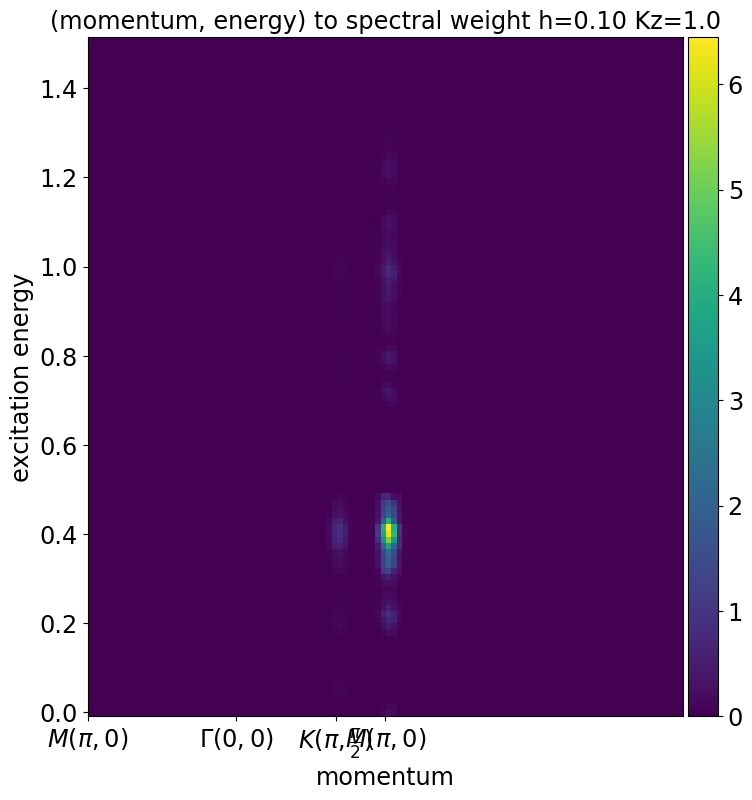 (momentum, energy) to spectral weight h=0.10 Kz=1.0
excitation energy
1.4
1.2
1.0
0.8
0.6
0.4
0.2
0.0
6
5
4
3
2
1
0
M(π, 0)
Γ(0, 0)
K(π, π/2)
M(π, 0)
momentum